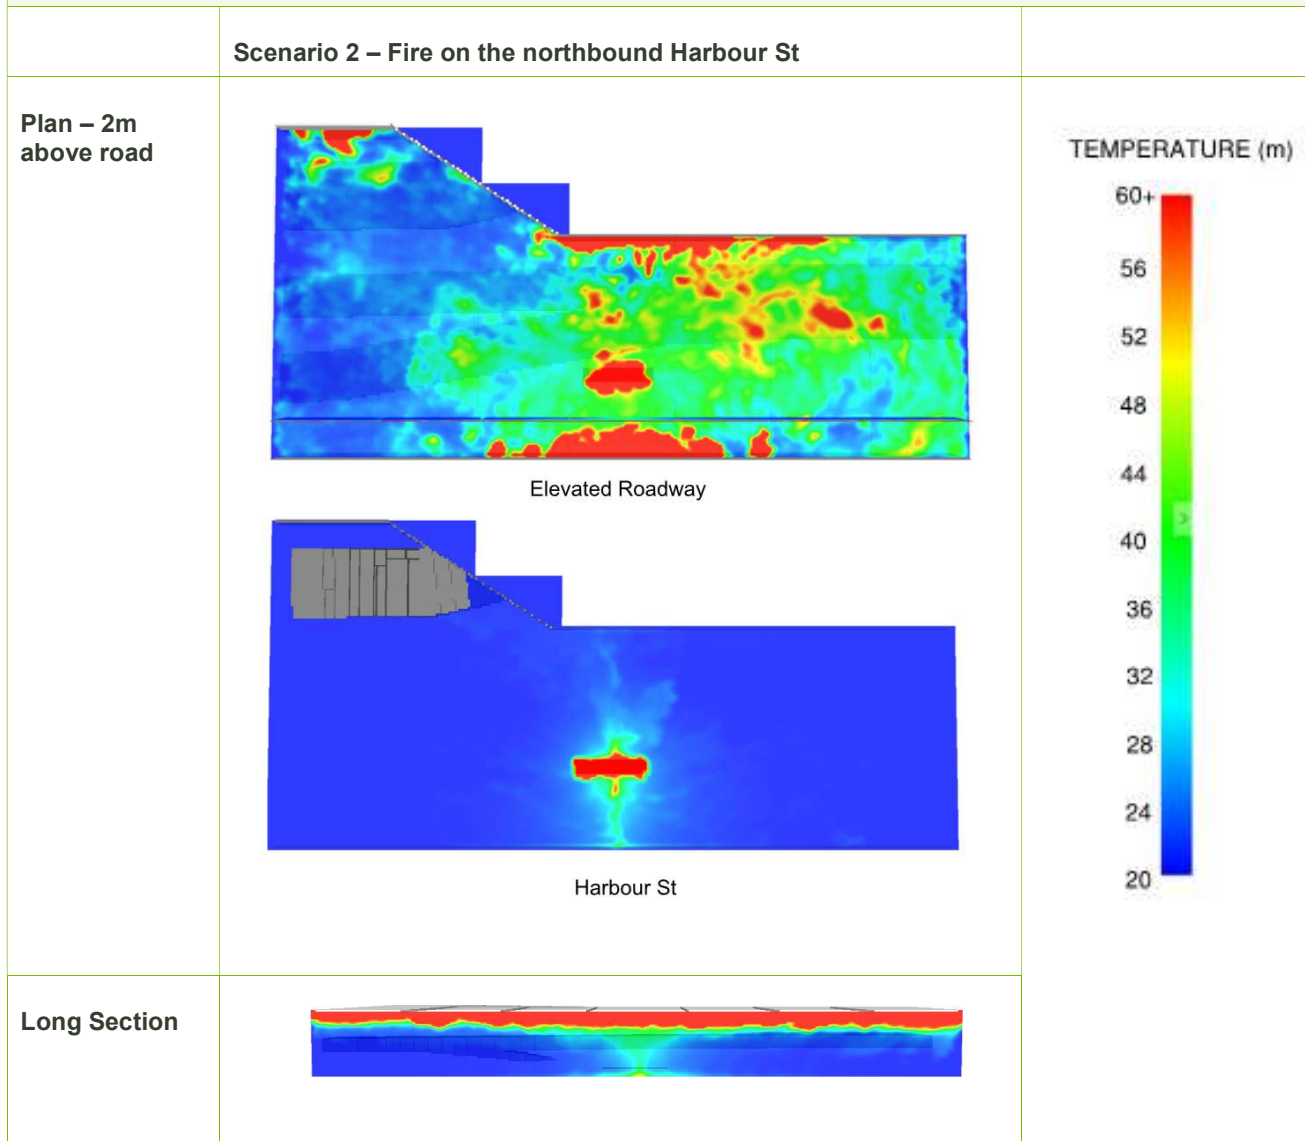 Scenario 2 – Fire on the northbound Harbour St
Plan – 2m
above road
TEMPERATURE (m)
60+
56
52
48
44
40
36
32
28
24
20
Elevated Roadway
Harbour St
Long Section